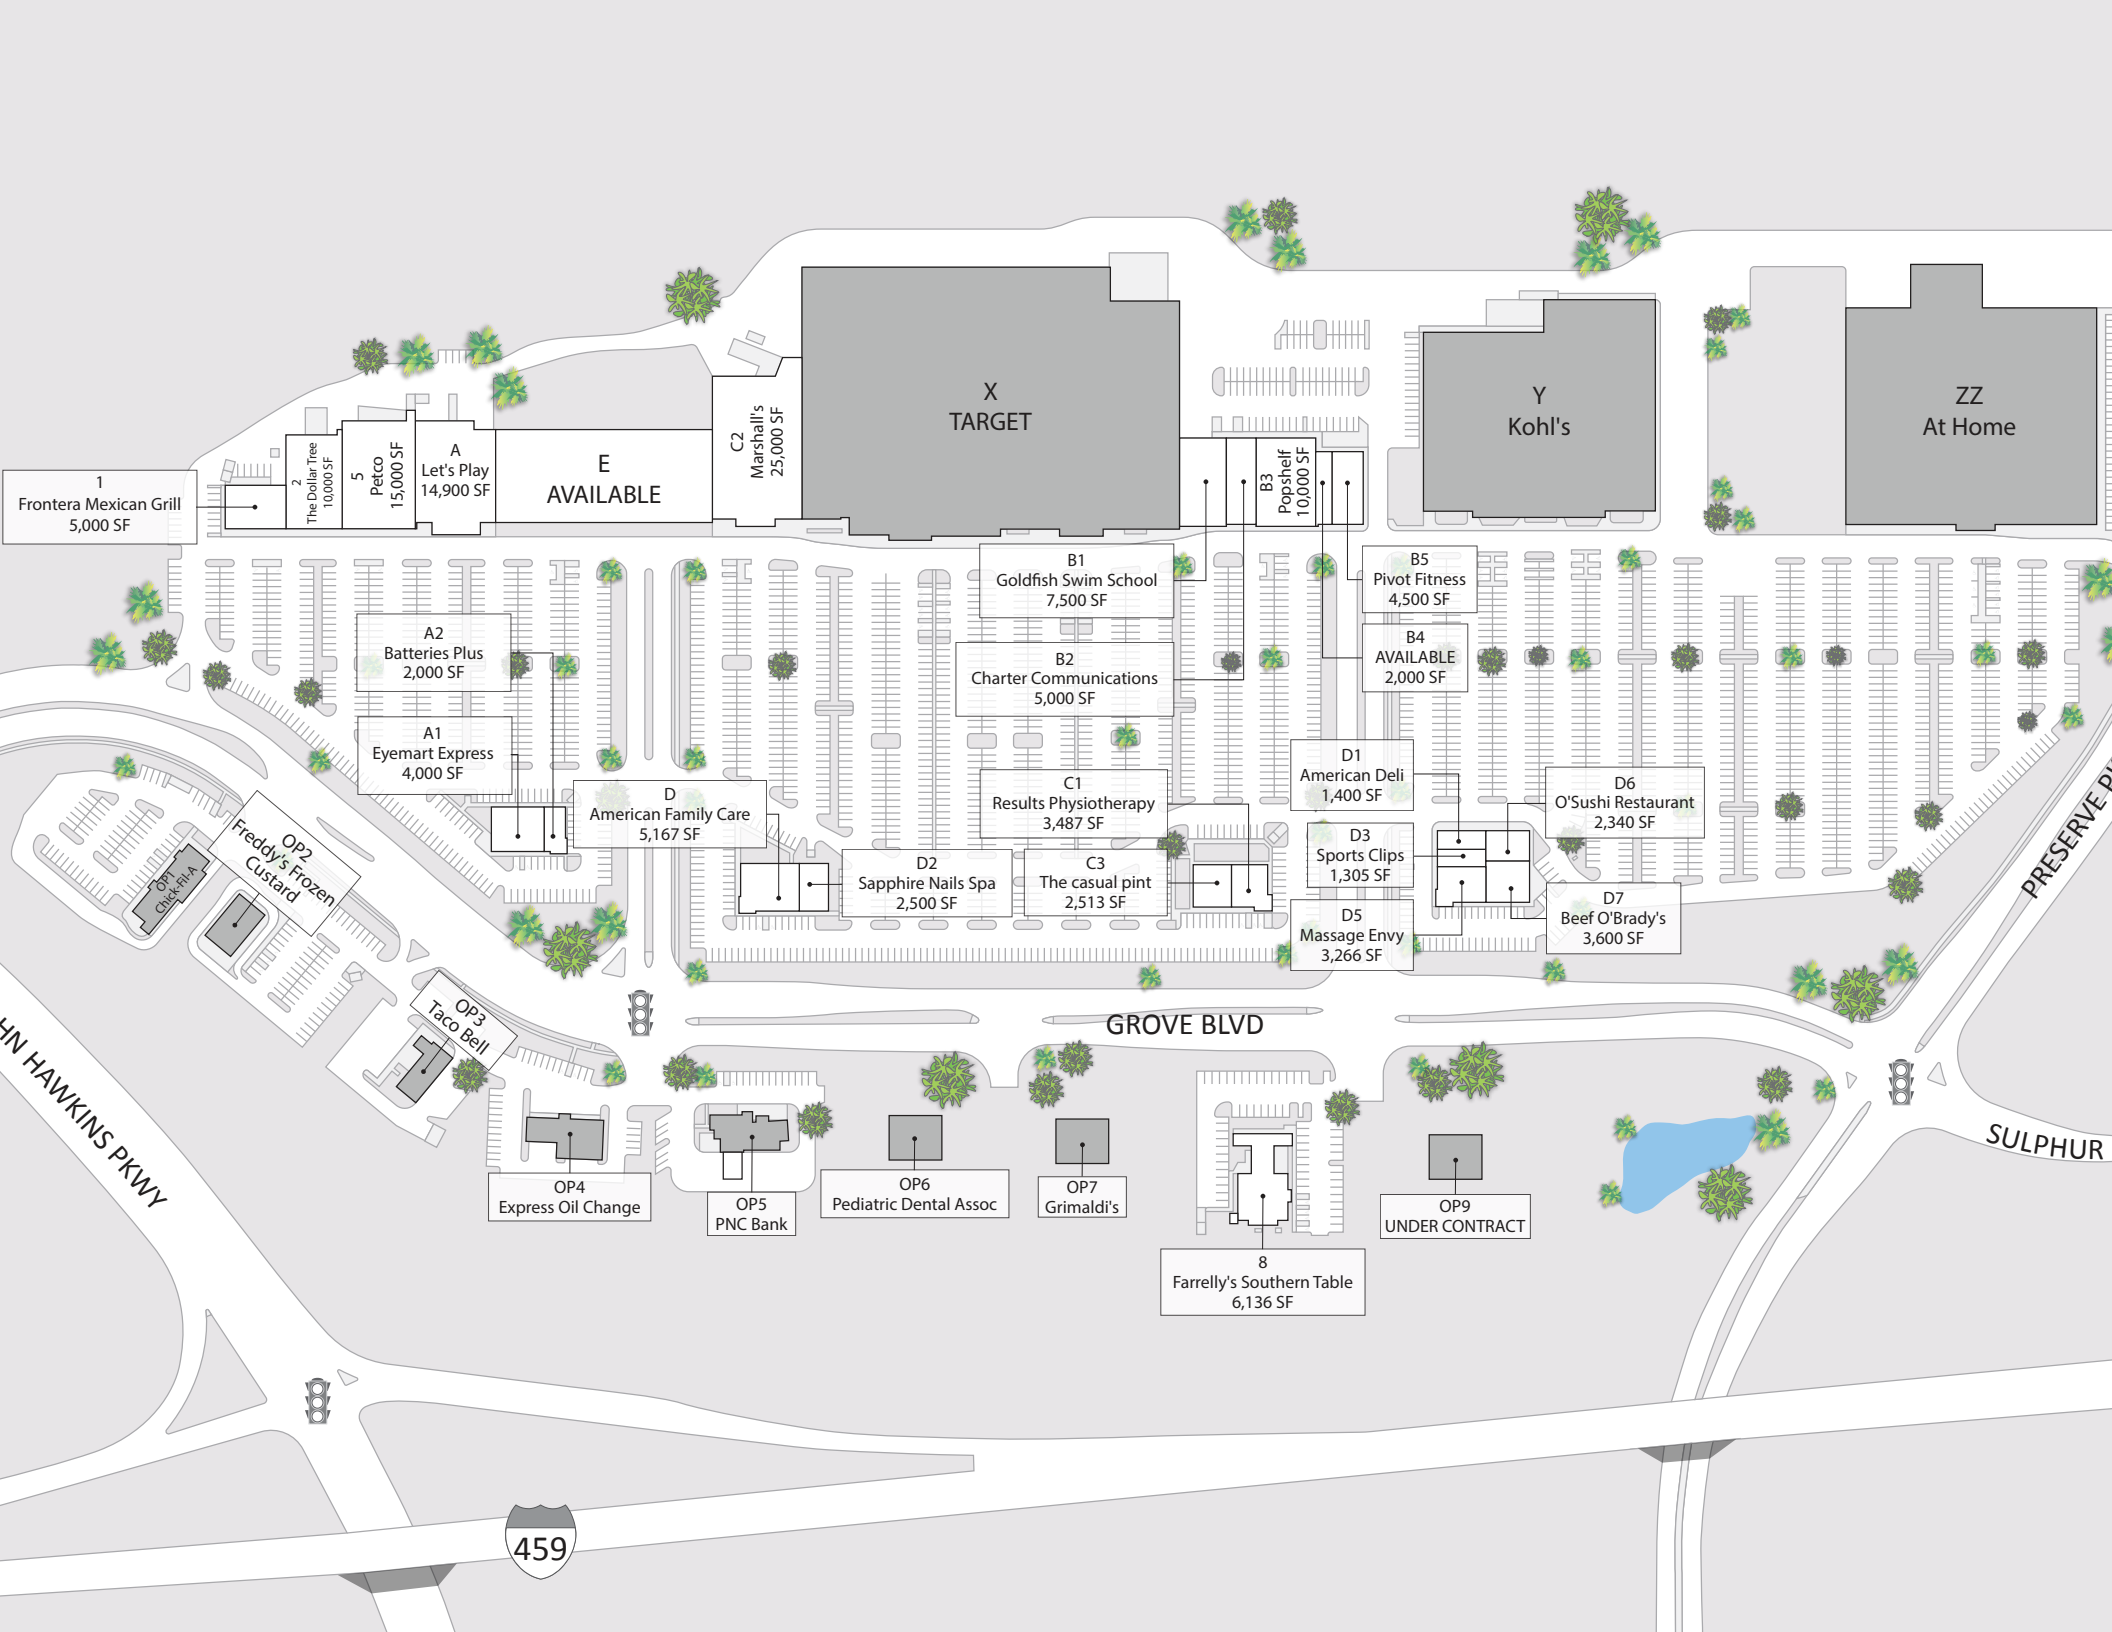 X
TARGET
Y
Kohl's
ZZ
At Home
C2
Marshall's
25,000 SF
E
AVAILABLE
A
Let's Play
14,900 SF
5
Petco
15,000 SF
2
The Dollar Tree
10,000 SF
1
Frontera Mexican Grill
5,000 SF
B3
Popshelf
10,000 SF
B1
Goldfish Swim School
7,500 SF
B5
Pivot Fitness
4,500 SF
B2
Charter Communications
5,000 SF
B4
AVAILABLE
2,000 SF
A2
Batteries Plus
2,000 SF
A1
Eyemart Express
4,000 SF
D
American Family Care
5,167 SF
D2
Sapphire Nails Spa
2,500 SF
C1
Results Physiotherapy
3,487 SF
C3
The casual pint
2,513 SF
D1
American Deli
1,400 SF
D3
Sports Clips
1,305 SF
D5
Massage Envy
3,266 SF
D6
O'Sushi Restaurant
2,340 SF
D7
Beef O'Brady's
3,600 SF
OP1
Chick-Fil-A
OP2
Freddy's Frozen
Custard
OP3
Taco Bell
GROVE BLVD
PRESERVE
SULPHUR
HN HAWKINS PKWY
OP4
Express Oil Change
OP5
PNC Bank
OP6
Pediatric Dental Assoc
OP7
Grimaldi's
8
Farrelly's Southern Table
6,136 SF
OP9
UNDER CONTRACT
459